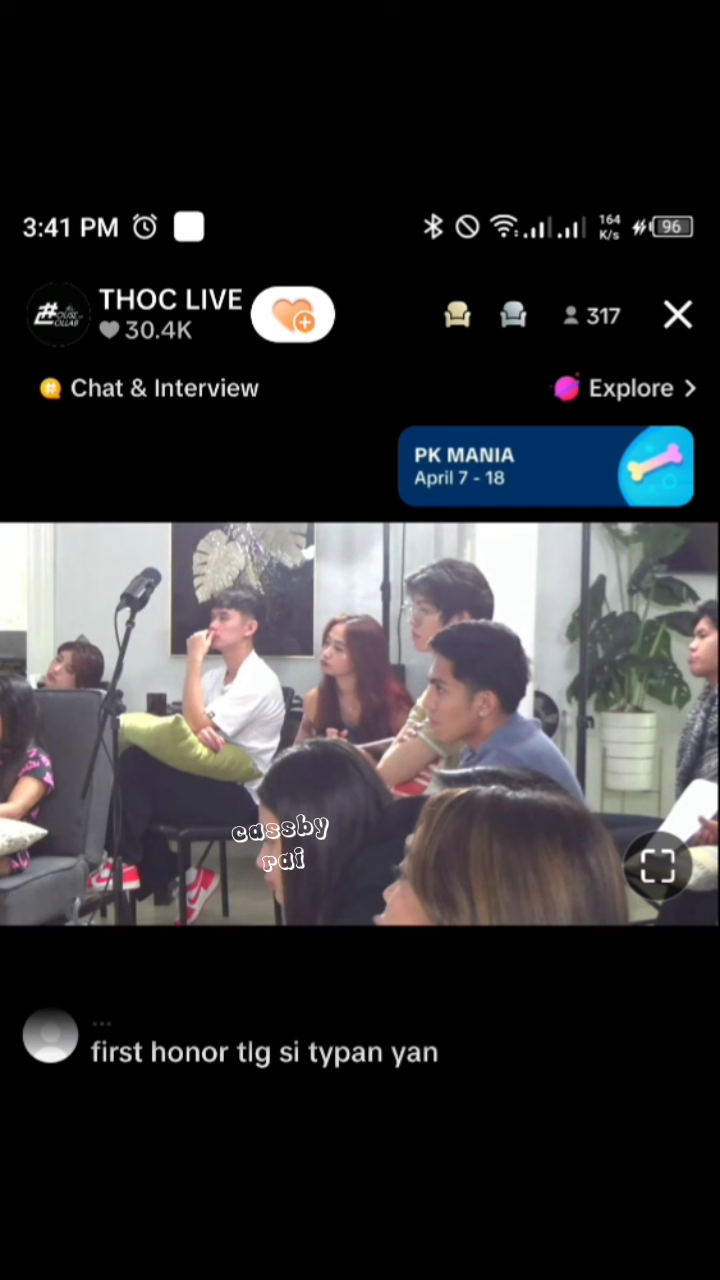 3:41 PM
164
K/s
96
THOC LIVE
30.4K
317
Chat & Interview
Explore
PK MANIA
April 7 - 18
cassby
rai
...
first honor tlg si typan yan